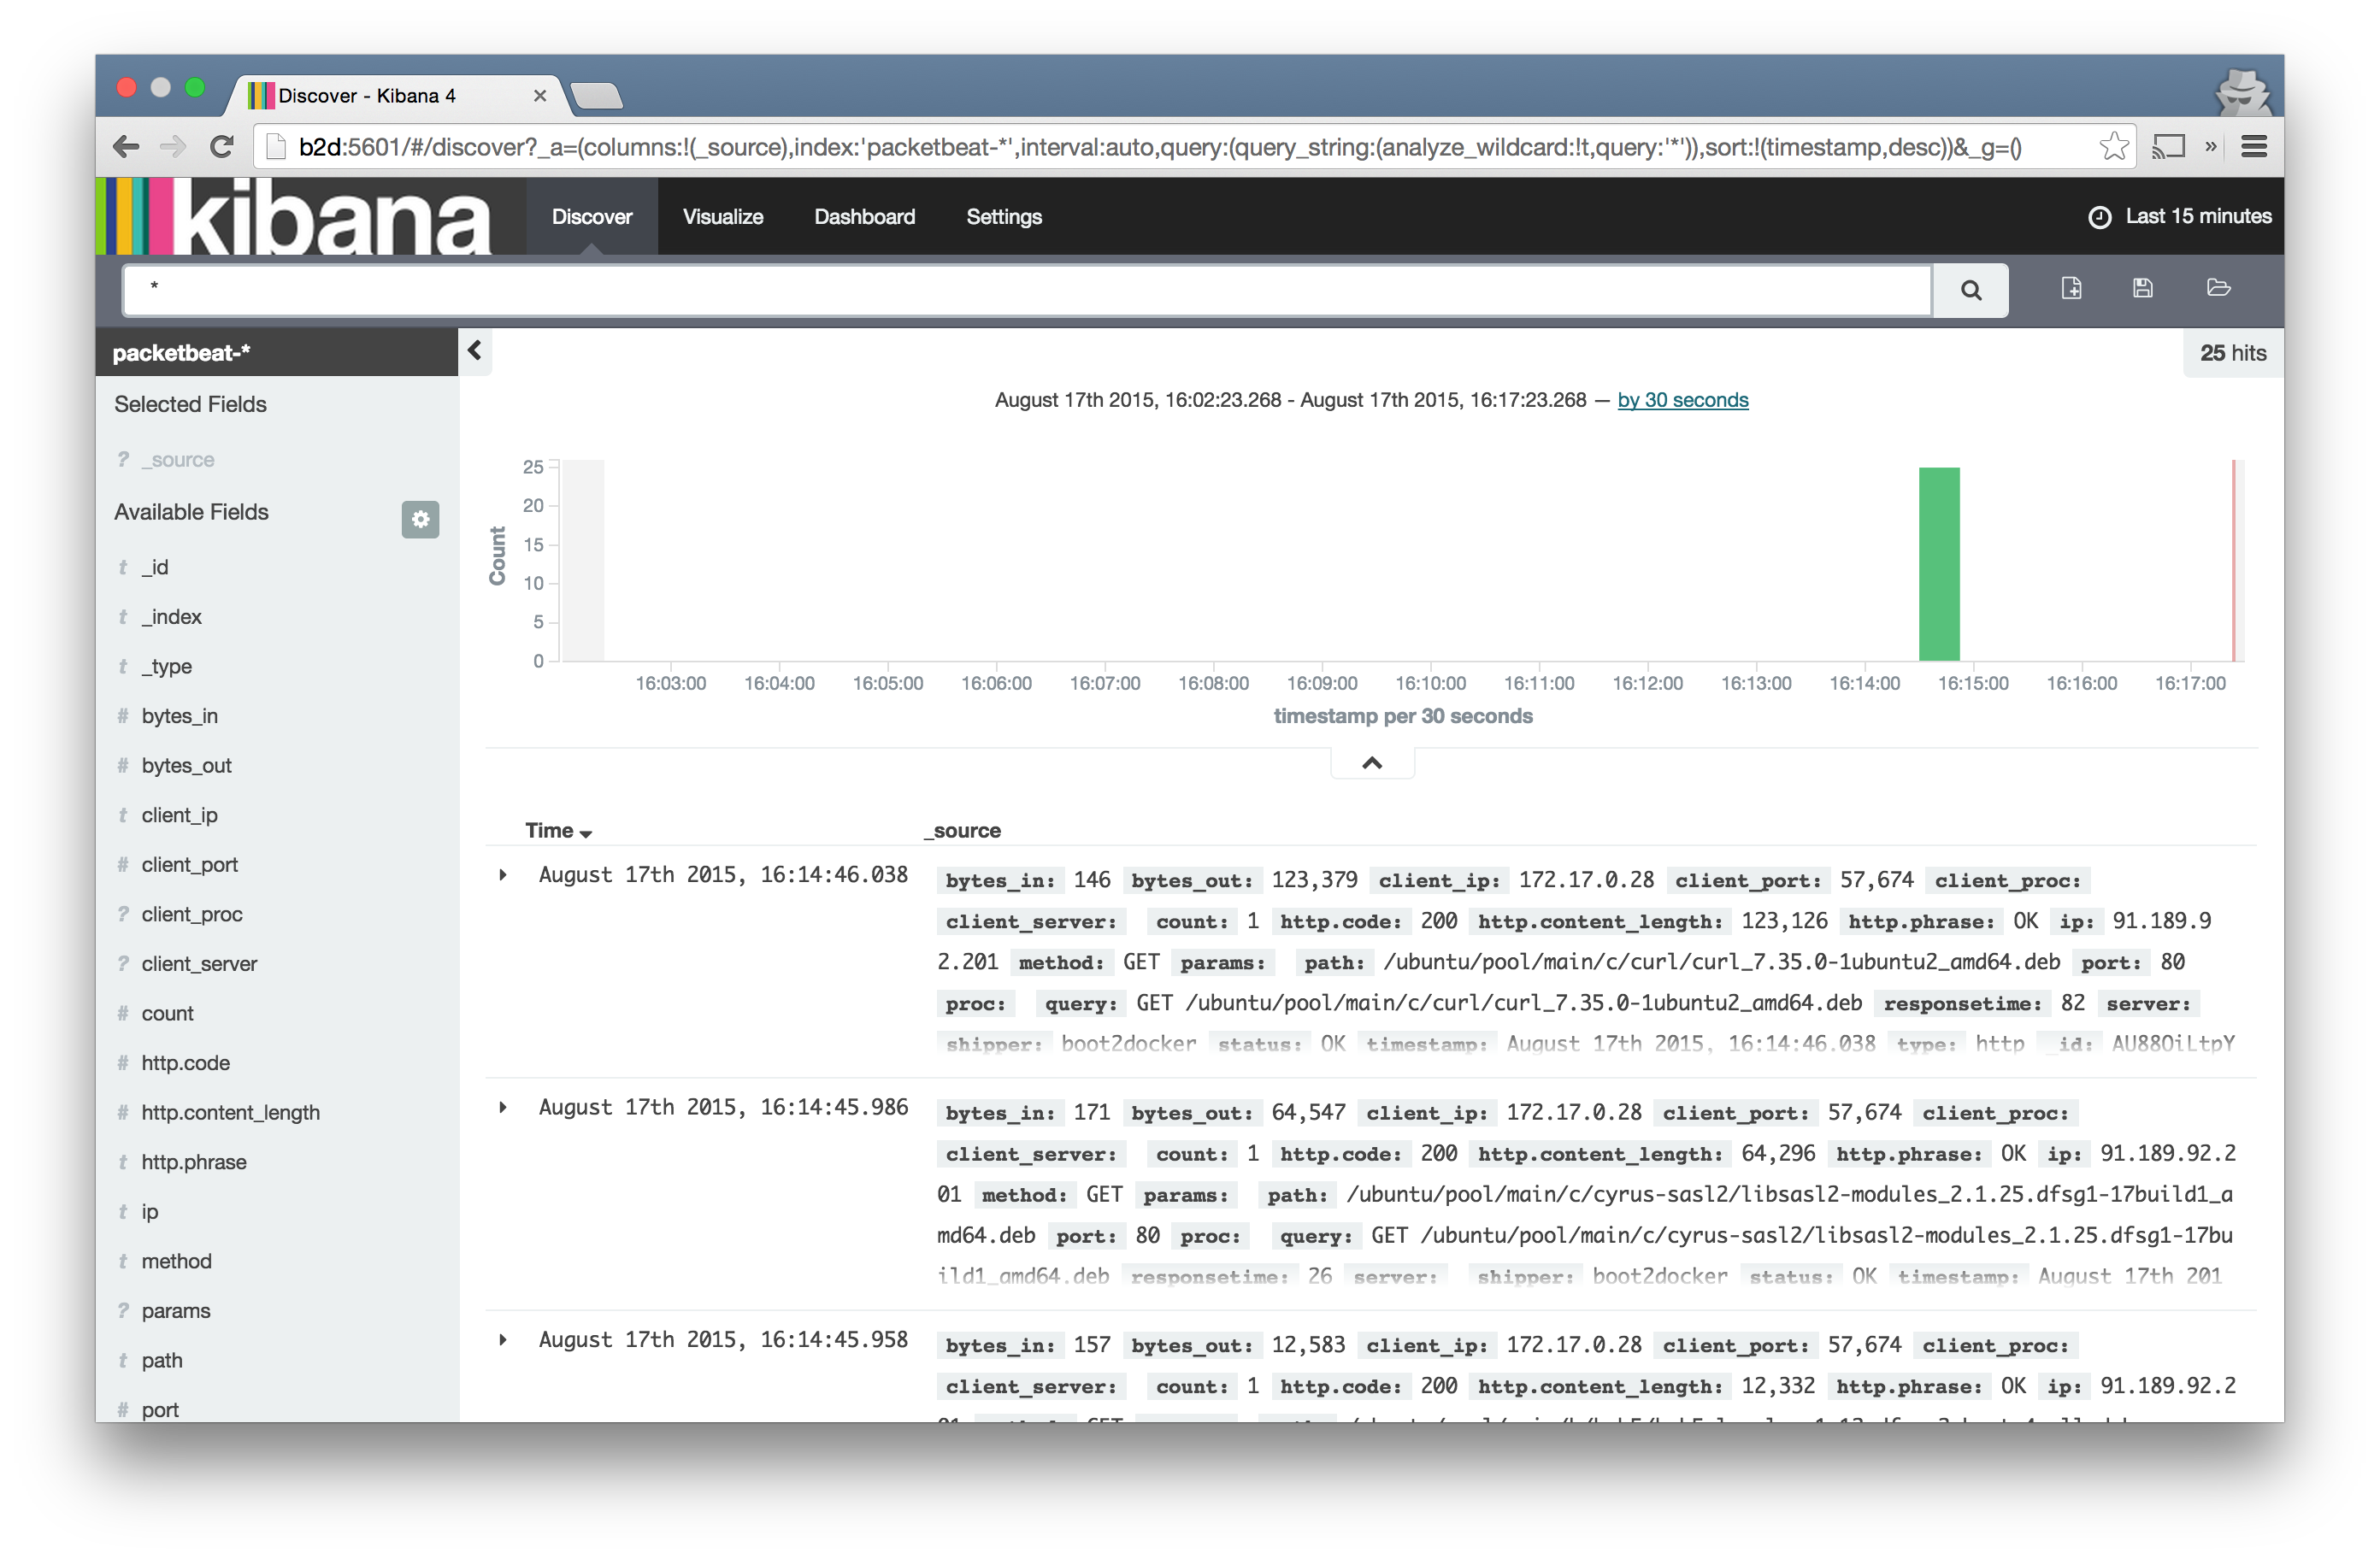 Discover - Kibana 4
b2d:5601/#/discover?_a=(columns:!(_source),index:'packetbeat-*',interval:auto,query:(query_string:(analyze_wildcard:!t,query:'*')),sort:!(timestamp,desc))&_g=()
kibana Discover Visualize Dashboard Settings Last 15 minutes
*
packetbeat-*
25 hits
Selected Fields
? _source
Available Fields
t _id
t _index
t _type
# bytes_in
# bytes_out
t client_ip
# client_port
? client_proc
? client_server
# count
# http.code
# http.content_length
t http.phrase
t ip
t method
? params
t path
# port
August 17th 2015, 16:02:23.268 - August 17th 2015, 16:17:23.268 — by 30 seconds
Count
25
20
15
10
5
0
16:03:00 16:04:00 16:05:00 16:06:00 16:07:00 16:08:00 16:09:00 16:10:00 16:11:00 16:12:00 16:13:00 16:14:00 16:15:00 16:16:00 16:17:00
timestamp per 30 seconds
Time _source
August 17th 2015, 16:14:46.038 bytes_in: 146 bytes_out: 123,379 client_ip: 172.17.0.28 client_port: 57,674 client_proc:
client_server: count: 1 http.code: 200 http.content_length: 123,126 http.phrase: OK ip: 91.189.9
2.201 method: GET params: path: /ubuntu/pool/main/c/curl/curl_7.35.0-1ubuntu2_amd64.deb port: 80
proc: query: GET /ubuntu/pool/main/c/curl/curl_7.35.0-1ubuntu2_amd64.deb responsetime: 82 server:
shipper: boot2docker status: OK timestamp: August 17th 2015, 16:14:46.038 type: http _id: AU88OiLtpY
August 17th 2015, 16:14:45.986 bytes_in: 171 bytes_out: 64,547 client_ip: 172.17.0.28 client_port: 57,674 client_proc:
client_server: count: 1 http.code: 200 http.content_length: 64,296 http.phrase: OK ip: 91.189.92.2
01 method: GET params: path: /ubuntu/pool/main/c/cyrus-sasl2/libsasl2-modules_2.1.25.dfsg1-17build1_a
md64.deb port: 80 proc: query: GET /ubuntu/pool/main/c/cyrus-sasl2/libsasl2-modules_2.1.25.dfsg1-17bu
ild1_amd64.deb responsetime: 26 server: shipper: boot2docker status: OK timestamp: August 17th 201
August 17th 2015, 16:14:45.958 bytes_in: 157 bytes_out: 12,583 client_ip: 172.17.0.28 client_port: 57,674 client_proc:
client_server: count: 1 http.code: 200 http.content_length: 12,332 http.phrase: OK ip: 91.189.92.2